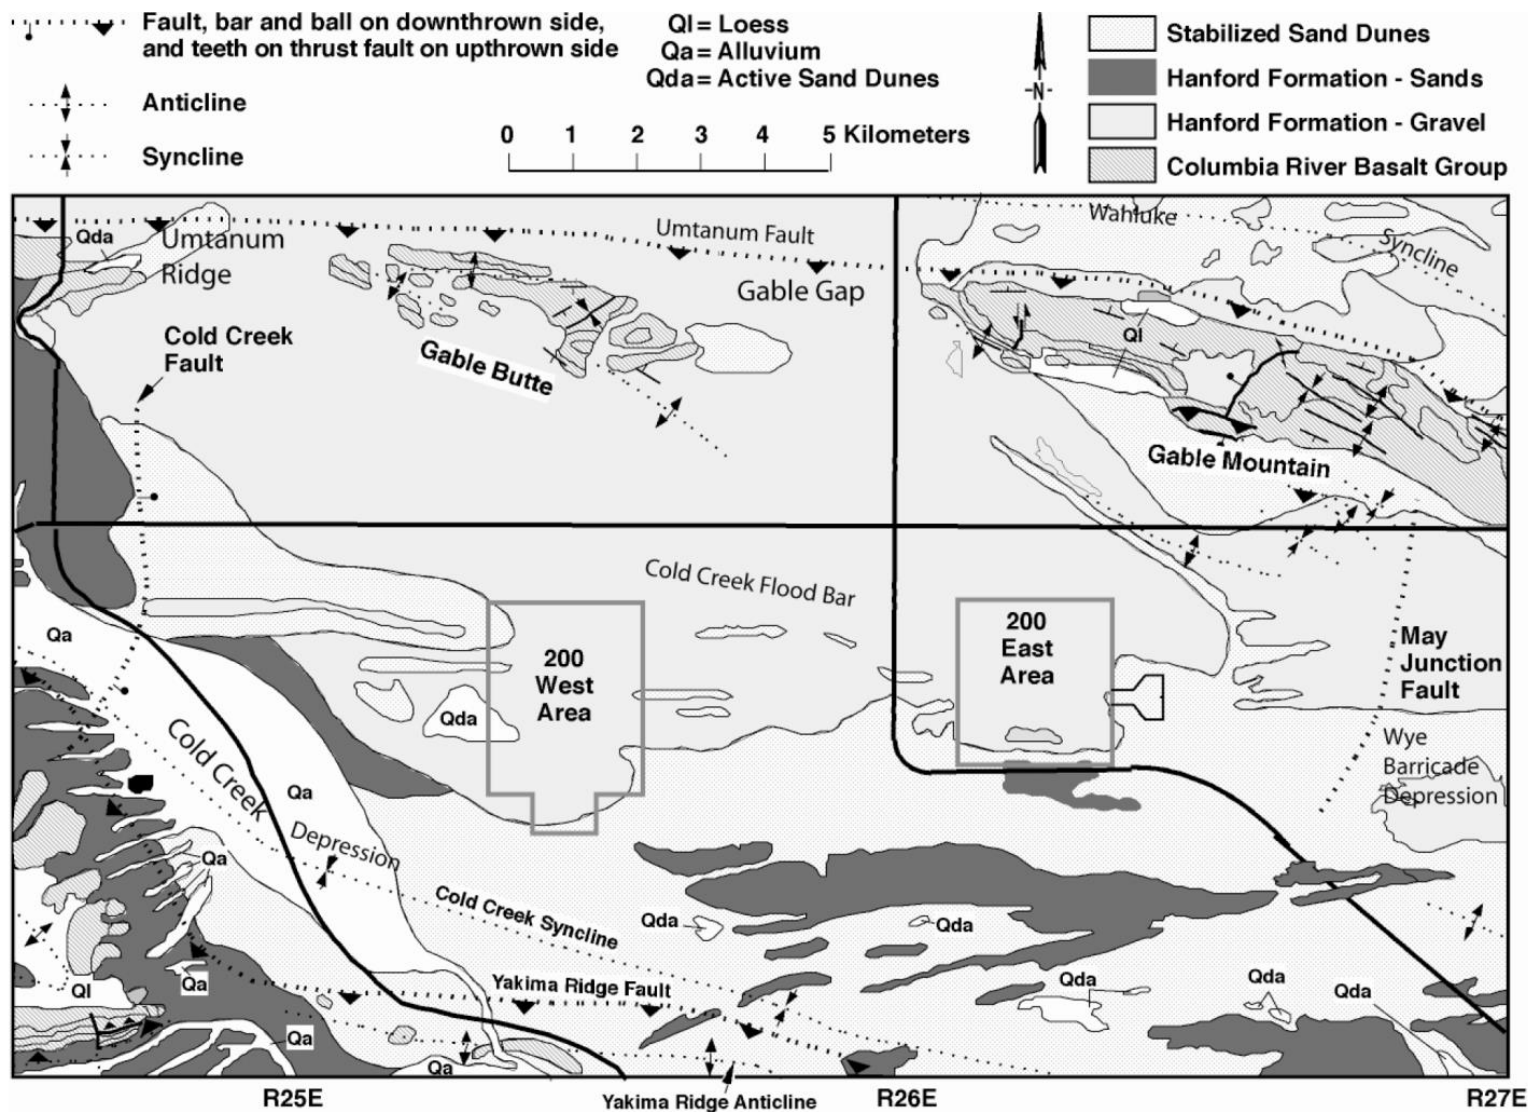 Fault, bar and ball on downthrown side,
and teeth on thrust fault on upthrown side
Anticline
Syncline
Ql = Loess
Qa = Alluvium
Qda = Active Sand Dunes
0 1 2 3 4 5 Kilometers
-N-
Stabilized Sand Dunes
Hanford Formation - Sands
Hanford Formation - Gravel
Columbia River Basalt Group
Qda
Umtanum
Ridge
Umtanum Fault
Wahluke
Syncline
Gable Gap
Cold Creek
Fault
Gable Butte
Ql
Gable Mountain
Cold Creek Flood Bar
Qa
200
West
Area
200
East
Area
May
Junction
Fault
Qda
Cold Creek
Depression
Qa
Wye
Barricade
Depression
Qa
Cold Creek Syncline
Qda
Qda
Qa
Ql
Yakima Ridge Fault
Qda
Qda
Qda
Qa
Qa
R25E
Yakima Ridge Anticline
R26E
R27E